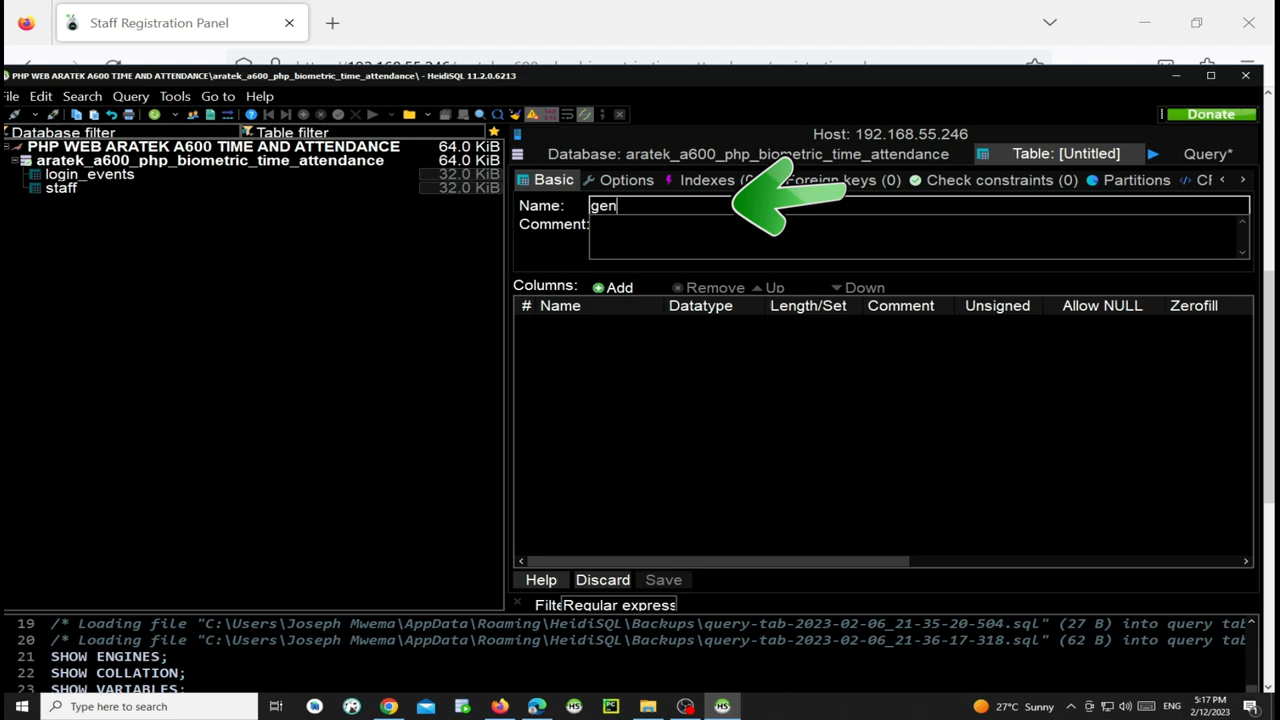 Staff Registration Panel
PHP WEB ARATEK A600 TIME AND ATTENDANCE\aratek_a600_php_biometric_time_attendance\ - HeidiSQL 11.2.0.6213
File Edit Search Query Tools Go to Help
Donate
Database filter Table filter
Host: 192.168.55.246
PHP WEB ARATEK A600 TIME AND ATTENDANCE 64.0 KiB
Database: aratek_a600_php_biometric_time_attendance Table: [Untitled] Query*
aratek_a600_php_biometric_time_attendance 64.0 KiB
login_events 32.0 KiB
staff 32.0 KiB
Basic Options Indexes (0 Foreign keys (0) Check constraints (0) Partitions
Name: gen
Comment:
Columns: Add Remove Up Down
# Name Datatype Length/Set Comment Unsigned Allow NULL Zerofill
Help Discard Save
Filte Regular express
19 /* Loading file "C:\Users\Joseph Mwema\AppData\Roaming\HeidiSQL\Backups\query-tab-2023-02-06_21-35-20-504.sql" (27 B) into query tab
20 /* Loading file "C:\Users\Joseph Mwema\AppData\Roaming\HeidiSQL\Backups\query-tab-2023-02-06_21-36-17-318.sql" (62 B) into query tab
21 SHOW ENGINES;
22 SHOW COLLATION;
23 SHOW VARIABLES;
Type here to search
27°C Sunny
ENG
5:17 PM
2/12/2023